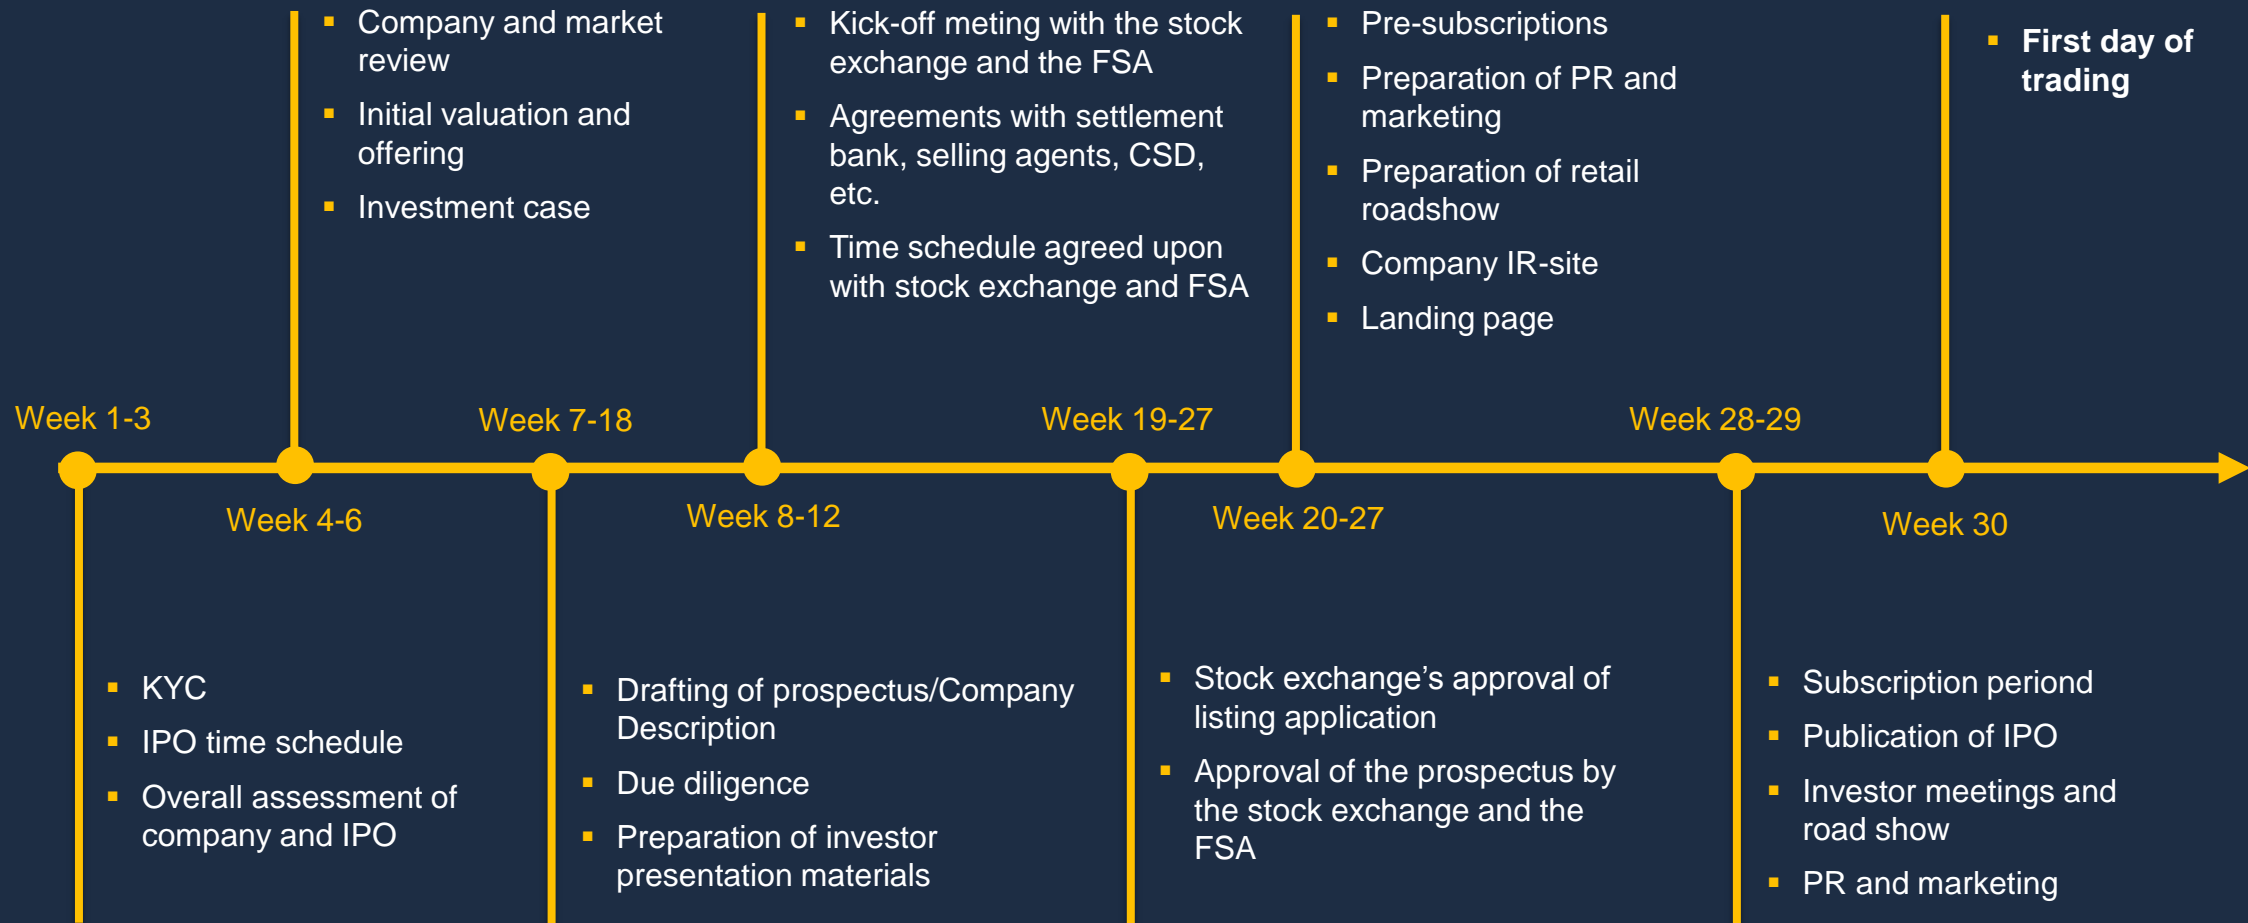 Company and market
review
Initial valuation and
offering
Investment case
Kick-off meting with the stock
exchange and the FSA
Agreements with settlement
bank, selling agents, CSD,
etc.
Time schedule agreed upon
with stock exchange and FSA
Pre-subscriptions
Preparation of PR and
marketing
Preparation of retail
roadshow
Company IR-site
Landing page
First day of
trading
Week 1-3
Week 7-18
Week 19-27
Week 28-29
Week 4-6
Week 8-12
Week 20-27
Week 30
KYC
IPO time schedule
Overall assessment of
company and IPO
Drafting of prospectus/Company
Description
Due diligence
Preparation of investor
presentation materials
Stock exchange’s approval of
listing application
Approval of the prospectus by
the stock exchange and the
FSA
Subscription periond
Publication of IPO
Investor meetings and
road show
PR and marketing